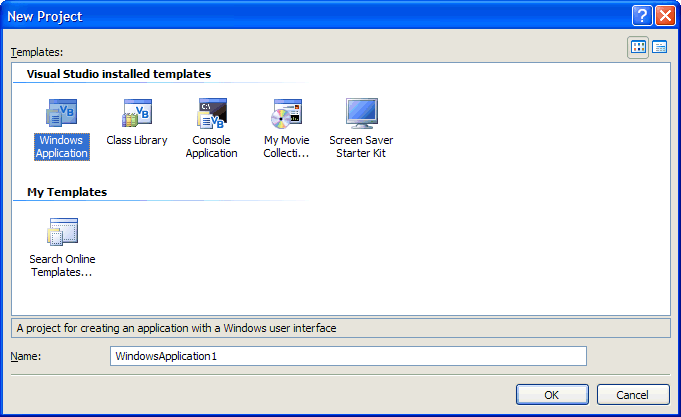 New Project
Templates:
Visual Studio installed templates
Windows Application
Class Library
Console Application
My Movie Collecti...
Screen Saver Starter Kit
My Templates
Search Online Templates...
A project for creating an application with a Windows user interface
Name: WindowsApplication1
OK Cancel